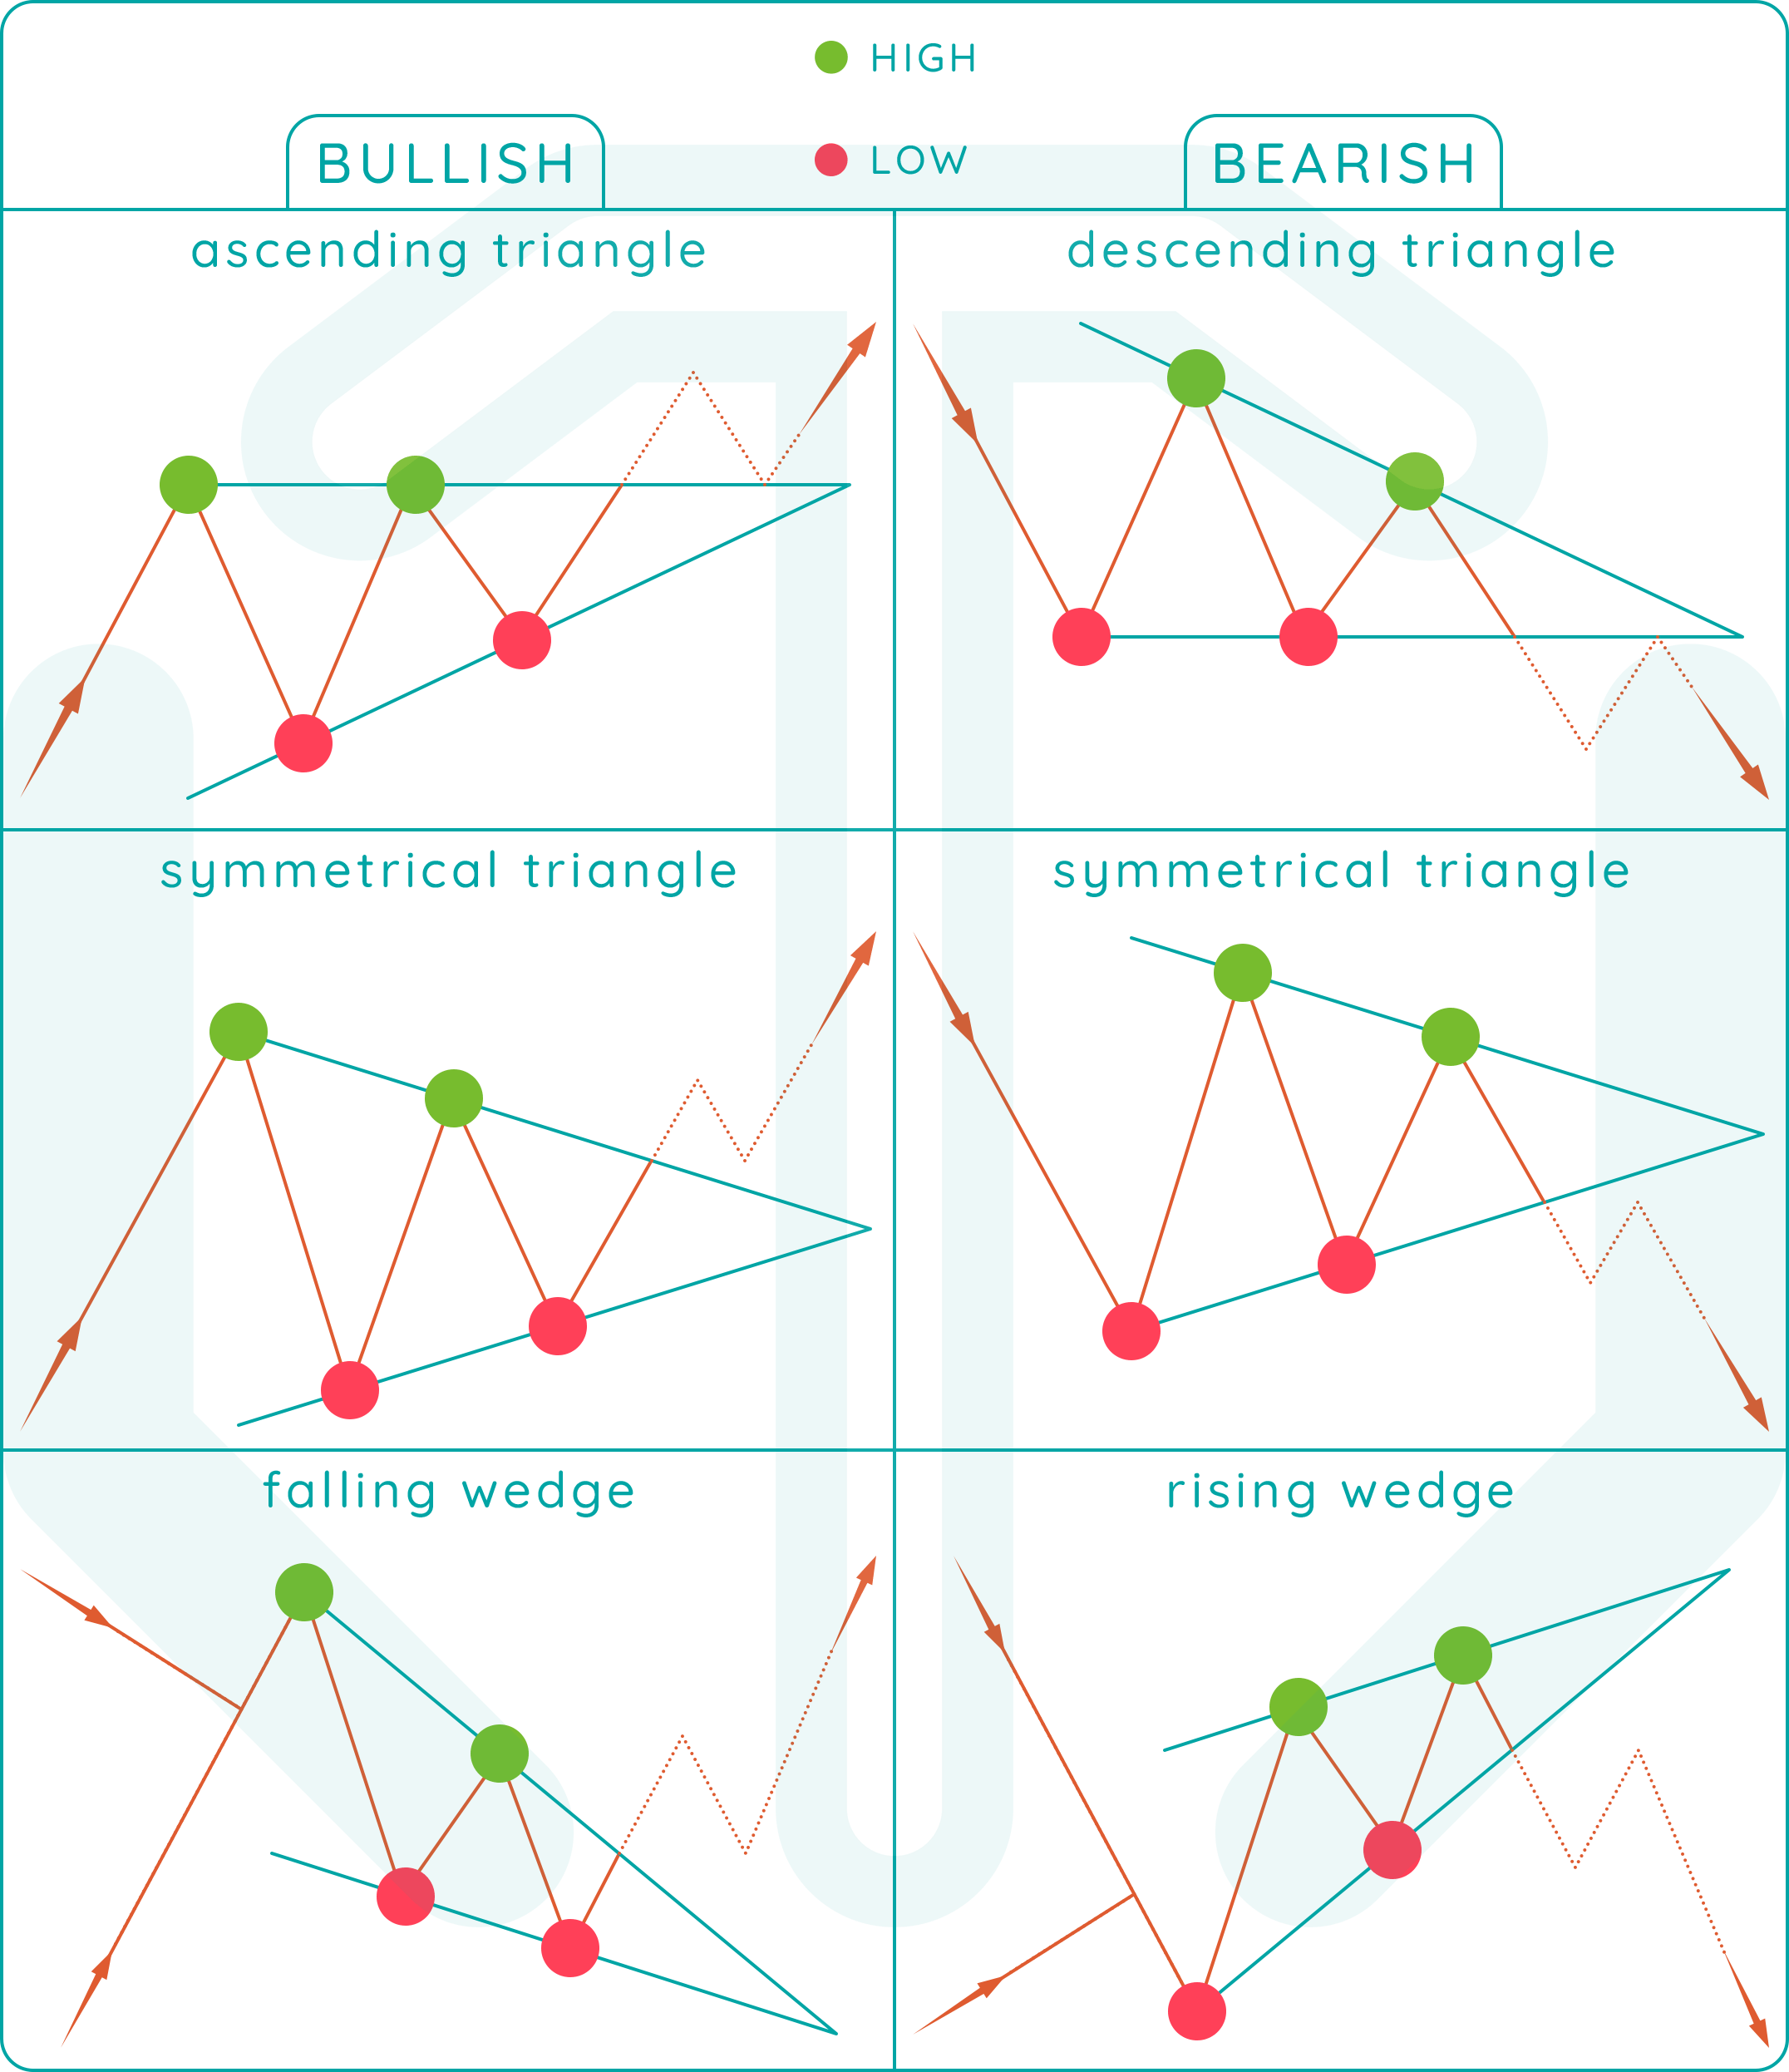 HIGH
LOW
BULLISH
BEARISH
ascending triangle
descending triangle
symmetrical triangle
symmetrical triangle
falling wedge
rising wedge